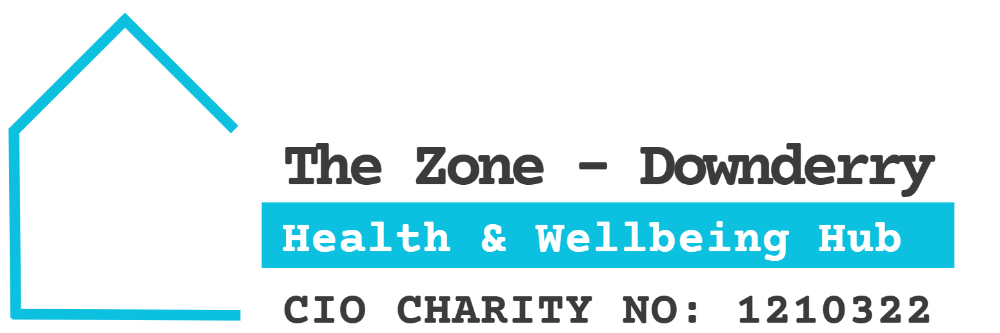 The Zone - Downderry
Health & Wellbeing Hub
CIO CHARITY NO: 1210322